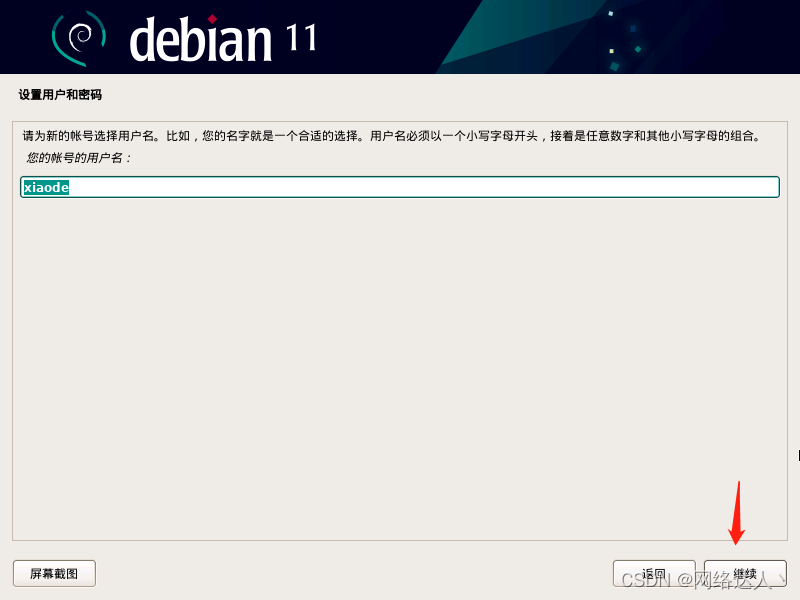 debian 11
设置用户和密码
请为新的帐号选择用户名。比如，您的名字就是一个合适的选择。用户名必须以一个小写字母开头，接着是任意数字和其他小写字母的组合。
您的帐号的用户名：
xiaode
屏幕截图
返回
继续
CSDN @网络达人丶